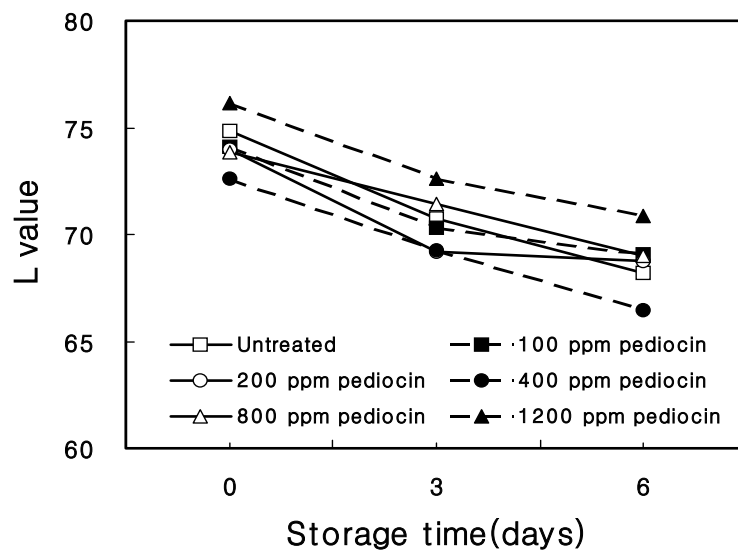 80
75
70
65
60
L value
Untreated
100 ppm pediocin
200 ppm pediocin
400 ppm pediocin
800 ppm pediocin
1200 ppm pediocin
0 3 6
Storage time(days)